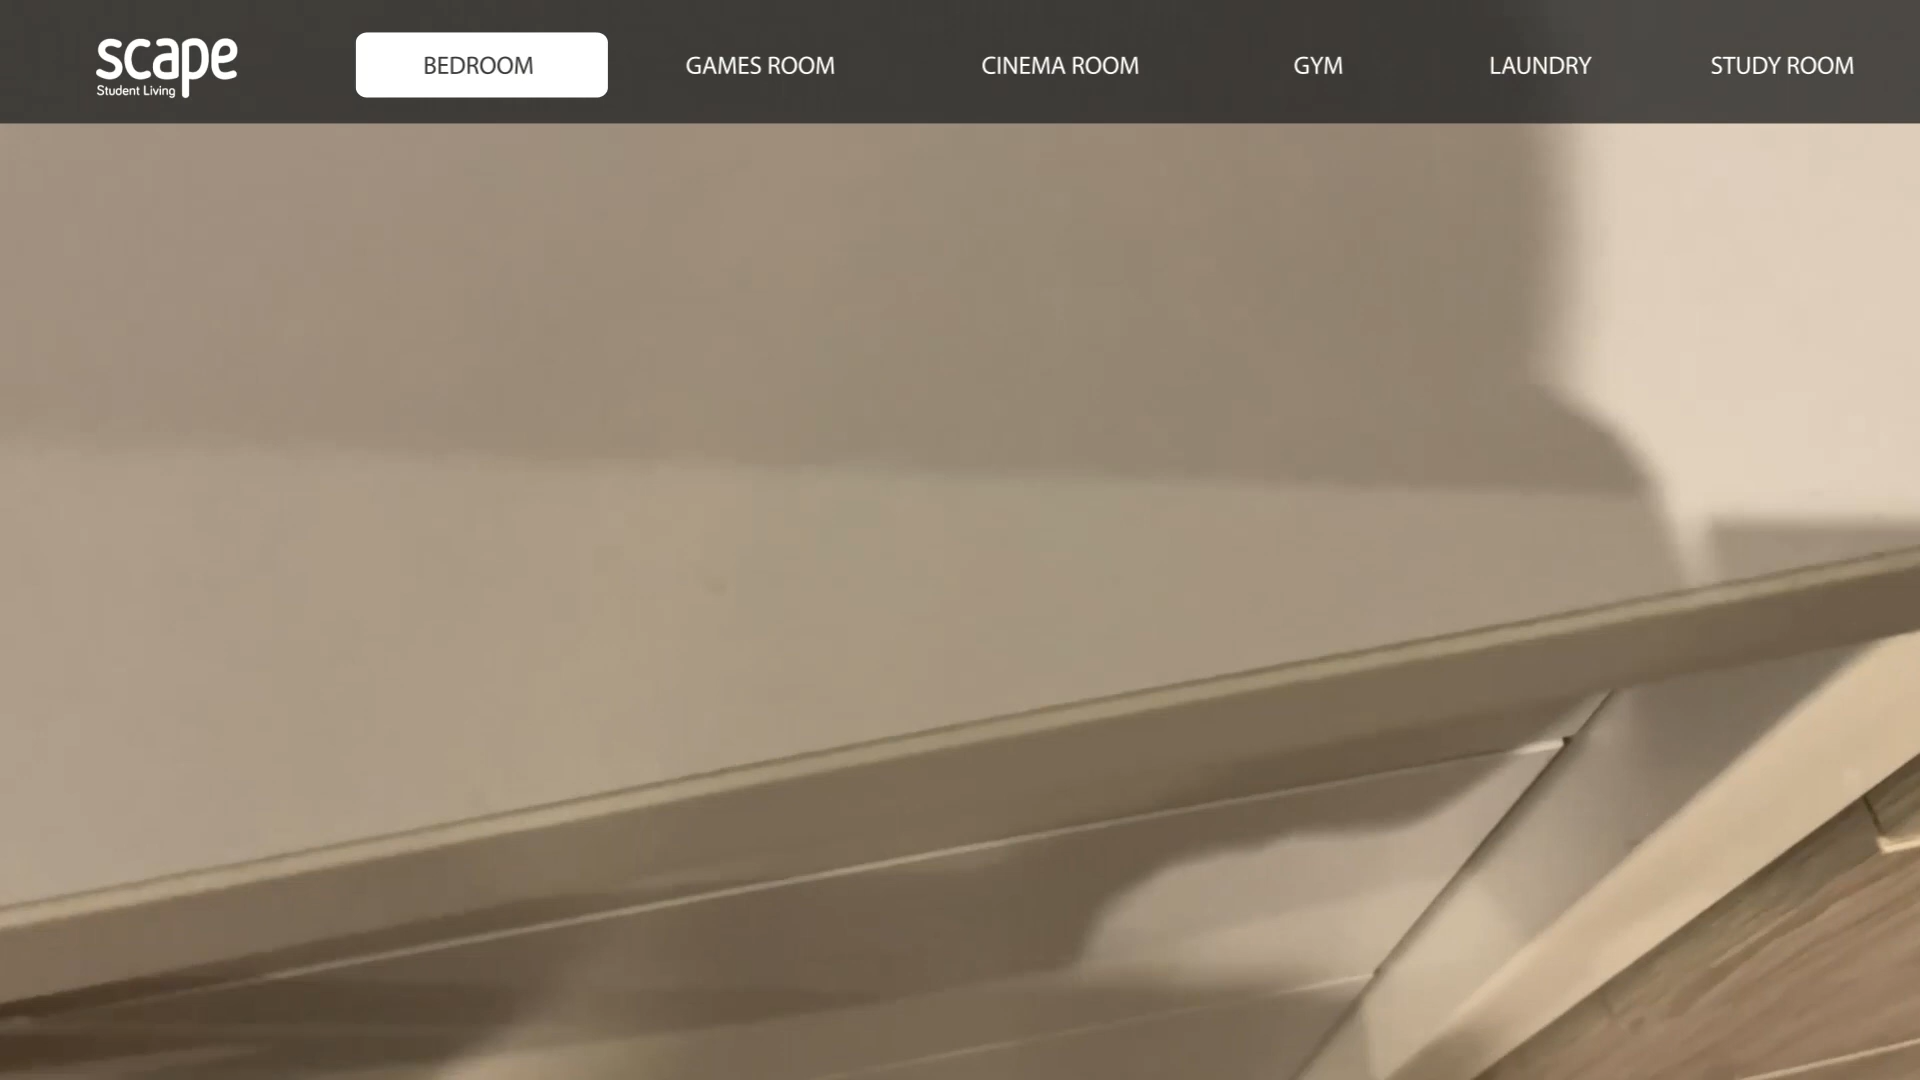 scape
Student Living
BEDROOM
GAMES ROOM
CINEMA ROOM
GYM
LAUNDRY
STUDY ROOM